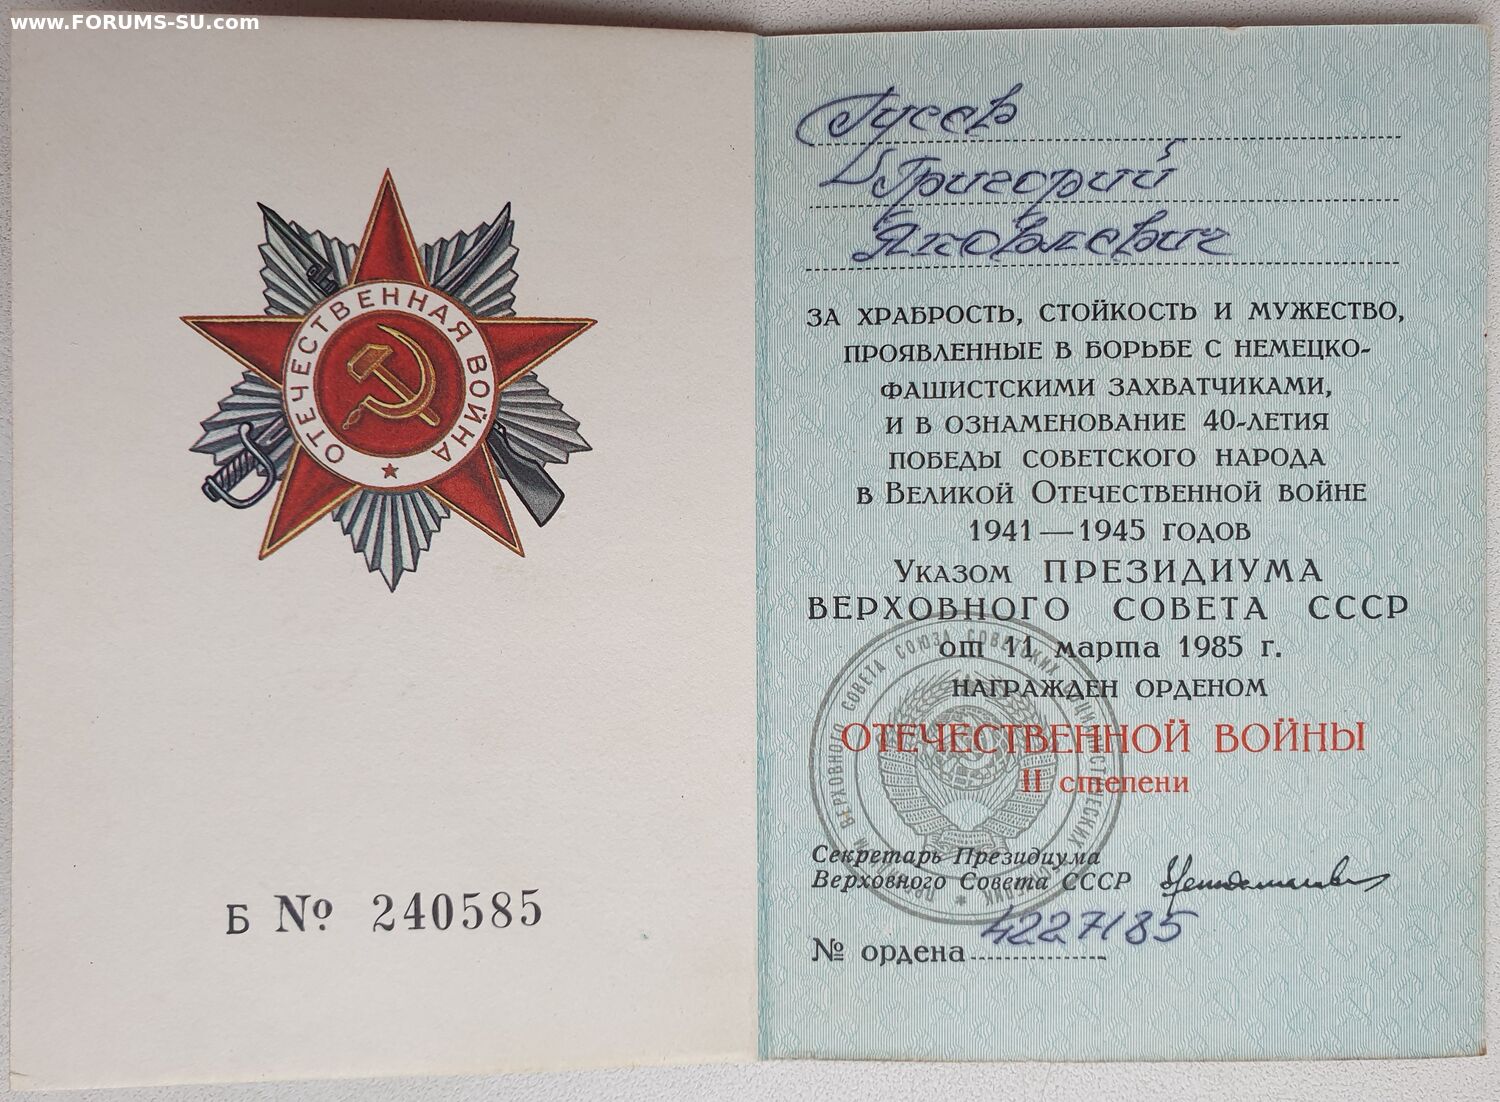 www.FORUMS-SU.com
ОТЕЧЕСТВЕННАЯ ВОЙНА
Б № 240585
Гусев
Григорий
Яковлевич
ЗА ХРАБРОСТЬ, СТОЙКОСТЬ И МУЖЕСТВО,
ПРОЯВЛЕННЫЕ В БОРЬБЕ С НЕМЕЦКО-
ФАШИСТСКИМИ ЗАХВАТЧИКАМИ,
И В ОЗНАМЕНОВАНИЕ 40-ЛЕТИЯ
ПОБЕДЫ СОВЕТСКОГО НАРОДА
В ВЕЛИКОЙ ОТЕЧЕСТВЕННОЙ ВОЙНЕ
1941—1945 ГОДОВ
УКАЗОМ ПРЕЗИДИУМА
ВЕРХОВНОГО СОВЕТА СССР
от 11 марта 1985 г.
НАГРАЖДЕН ОРДЕНОМ
ОТЕЧЕСТВЕННОЙ ВОЙНЫ
II степени
Секретарь Президиума
Верховного Совета СССР
№ ордена 4227185